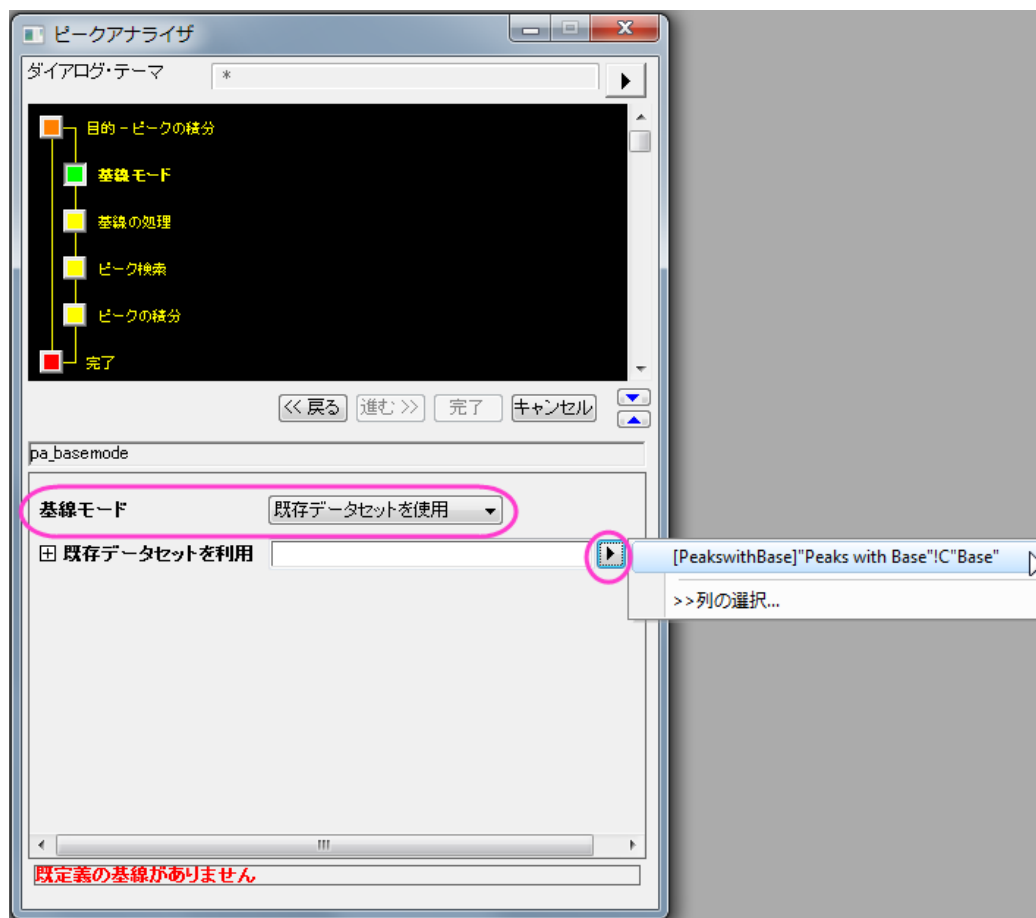 ピークアナライザ
ダイアログ・テーマ *
目的 - ピークの積分
基線モード
基線の処理
ピーク検索
ピークの積分
完了
<< 戻る 進む >> 完了 キャンセル
pa_basemode
基線モード 既存データセットを使用
既存データセットを利用
[PeakswithBase]"Peaks with Base"!C"Base"
>>列の選択...
既定義の基線がありません